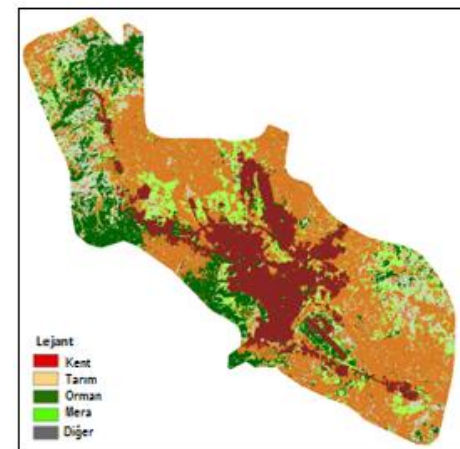 Lejant
Kent
Tarım
Orman
Mera
Diğer